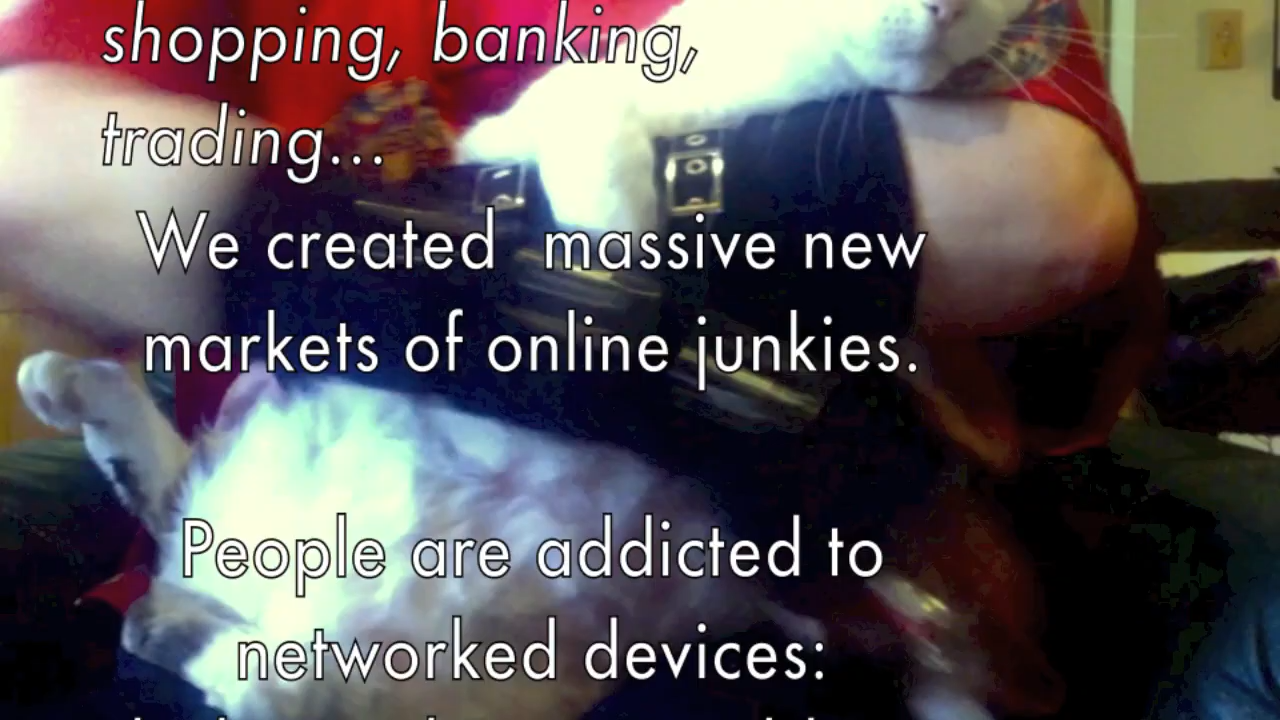 shopping, banking,
trading...
We created massive new
markets of online junkies.
People are addicted to
networked devices: